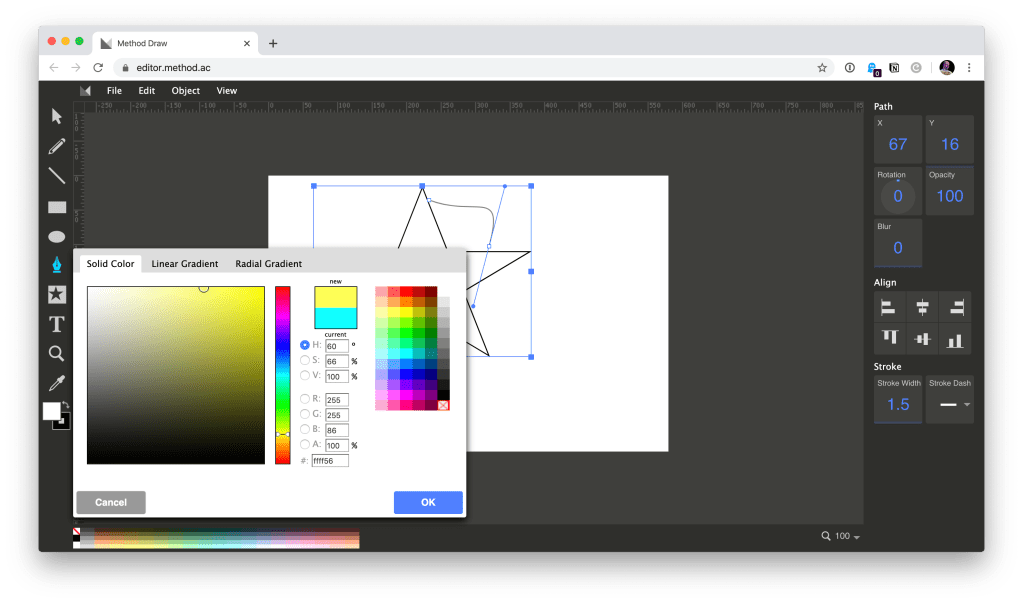 Method Draw
editor.method.ac
0
File Edit Object View
-250 -200 -150 -100 -50 0 50 100 150 200 250 300 350 400 450 500 550 600 650 700 750 800
Path
X Y
67 16
Rotation Opacity
0 100
Blur
0
Align
Stroke
Stroke Width Stroke Dash
1.5
T
Solid Color Linear Gradient Radial Gradient
new
current
H: 60 °
S: 66 %
V: 100 %
R: 255
G: 255
B: 86
A: 100 %
#: ffff56
Cancel OK
100